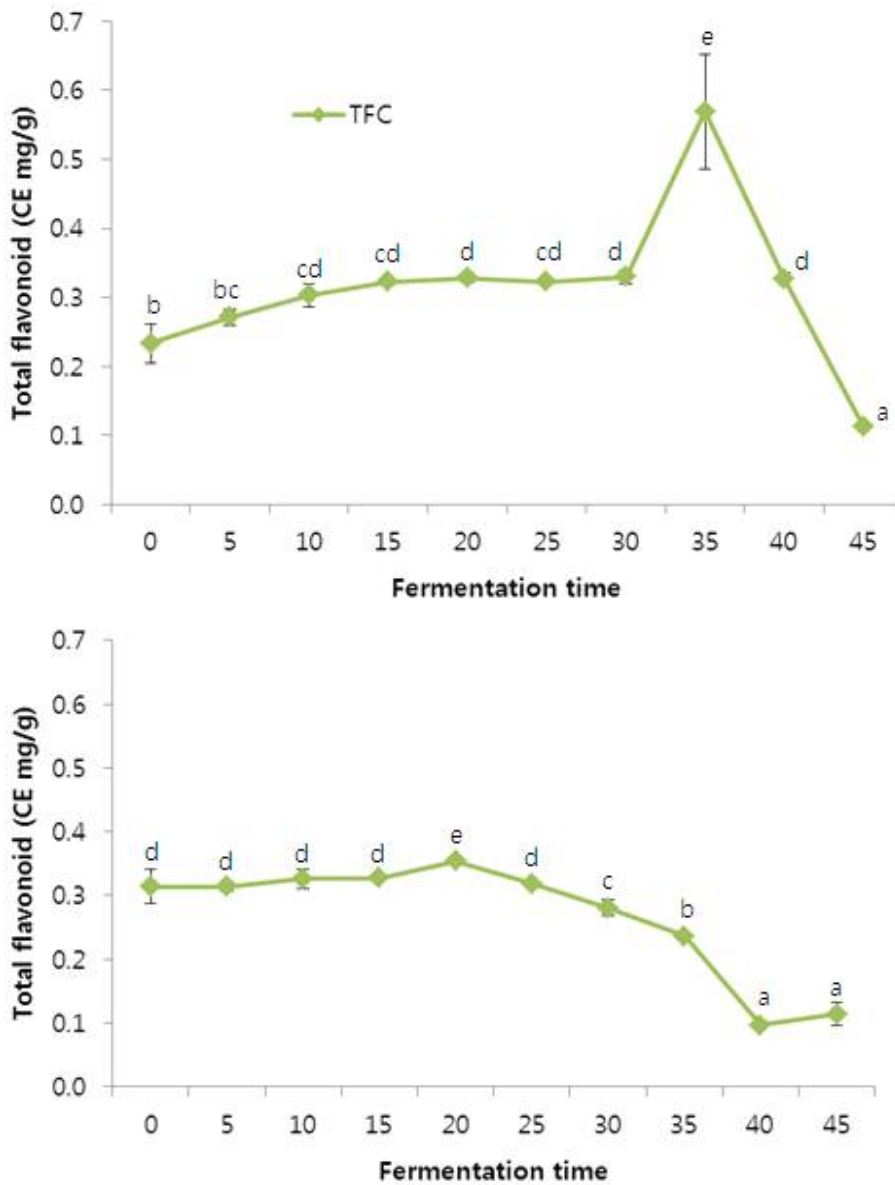 0.7
e
0.6
TFC
0.5
0.4
cd
cd
d
cd
d
d
bc
0.3
b
0.2
0.1
a
0.0
0 5 10 15 20 25 30 35 40 45
Total flavonoid (CE mg/g)
Fermentation time
0.7
0.6
0.5
0.4
d
d
d
d
e
d
0.3
c
b
0.2
a
a
0.1
0.0
0 5 10 15 20 25 30 35 40 45
Total flavonoid (CE mg/g)
Fermentation time